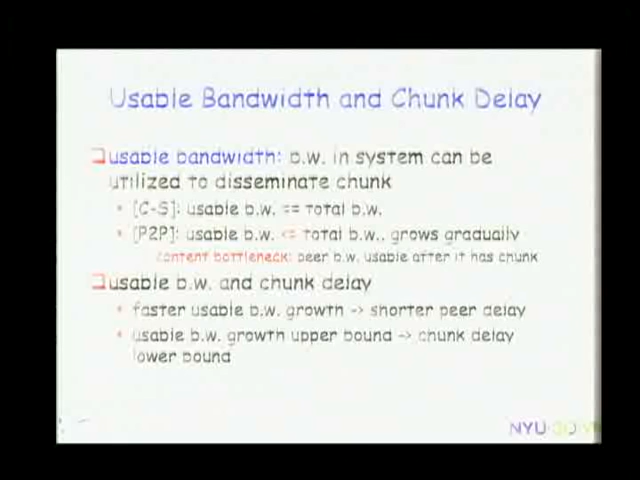 Usable Bandwidth and Chunk Delay
usable bandwidth: b.w. in system can be
utilized to disseminate chunk
[C-S]: usable b.w. == total b.w.
[P2P]: usable b.w. <= total b.w., grows gradually
content bottleneck: peer b.w. usable after it has chunk
usable b.w. and chunk delay
faster usable b.w. growth -> shorter peer delay
usable b.w. growth upper bound -> chunk delay
lower bound
NYU